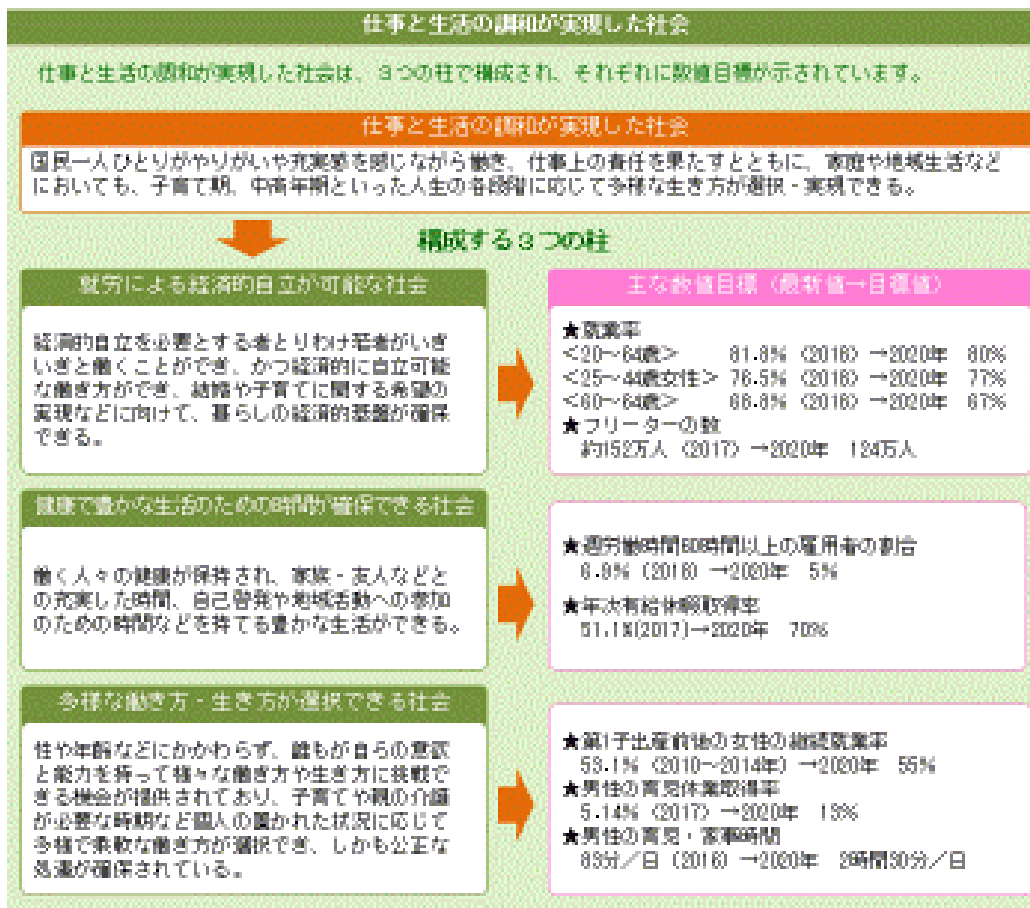 仕事と生活の調和が実現した社会
仕事と生活の調和が実現した社会は、３つの柱で構成され、それぞれに数値目標が示されています。
仕事と生活の調和が実現した社会
国民一人ひとりがやりがいや充実感を感じながら働き、仕事上の責任を果たすとともに、家庭や地域生活など
においても、子育て期、中高年期といった人生の各段階に応じて多様な生き方が選択・実現できる。
構成する３つの柱
就労による経済的自立が可能な社会
経済的自立を必要とする者とりわけ若者がいき
いきと働くことができ、かつ経済的に自立可能
な働き方ができ、結婚や子育てに関する希望の
実現などに向けて、暮らしの経済的基盤が確保
できる。
主な数値目標（最新値→目標値）
★就業率
＜20～64歳＞ 81.8%（2018）→2020年 80%
＜25～44歳女性＞ 76.5%（2018）→2020年 77%
＜60～64歳＞ 68.8%（2018）→2020年 67%
★フリーターの数
約152万人（2017）→2020年 124万人
健康で豊かな生活のための時間が確保できる社会
働く人々の健康が保持され、家族・友人などと
の充実した時間、自己啓発や地域活動への参加
のための時間などを持てる豊かな生活ができる。
★週労働時間60時間以上の雇用者の割合
6.9%（2018）→2020年 5%
★年次有給休暇取得率
51.1%(2017)→2020年 70%
多様な働き方・生き方が選択できる社会
性や年齢などにかかわらず、誰もが自らの意欲
と能力を持って様々な働き方や生き方に挑戦で
きる機会が提供されており、子育てや親の介護
が必要な時期など個人の置かれた状況に応じて
多様で柔軟な働き方が選択でき、しかも公正な
処遇が確保されている。
★第1子出産前後の女性の継続就業率
53.1%（2010～2014年）→2020年 55%
★男性の育児休業取得率
5.14%（2017）→2020年 13%
★男性の育児・家事時間
83分／日（2016）→2020年 2時間30分／日